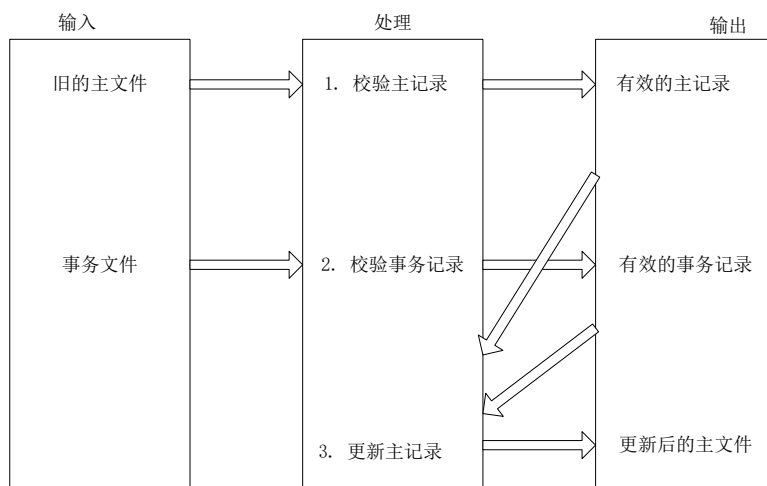 输入
处理
输出
旧的主文件
1. 校验主记录
有效的主记录
事务文件
2. 校验事务记录
有效的事务记录
3. 更新主记录
更新后的主文件